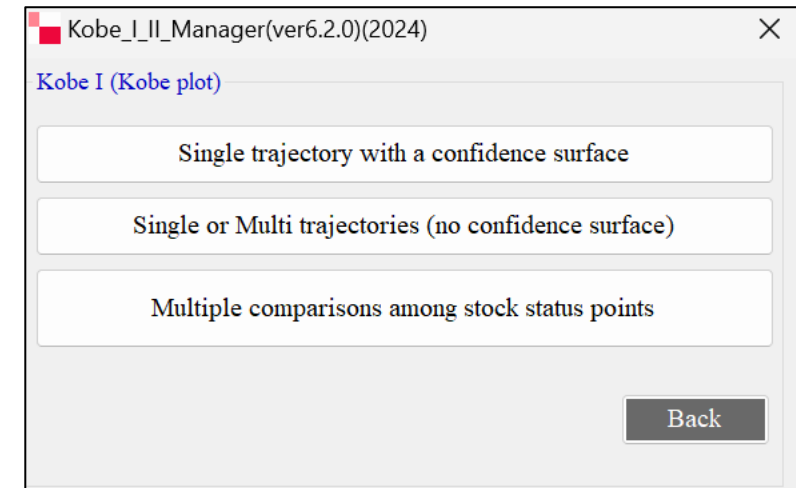 Kobe_I_II_Manager(ver6.2.0)(2024)
Kobe I (Kobe plot)
Single trajectory with a confidence surface
Single or Multi trajectories (no confidence surface)
Multiple comparisons among stock status points
Back